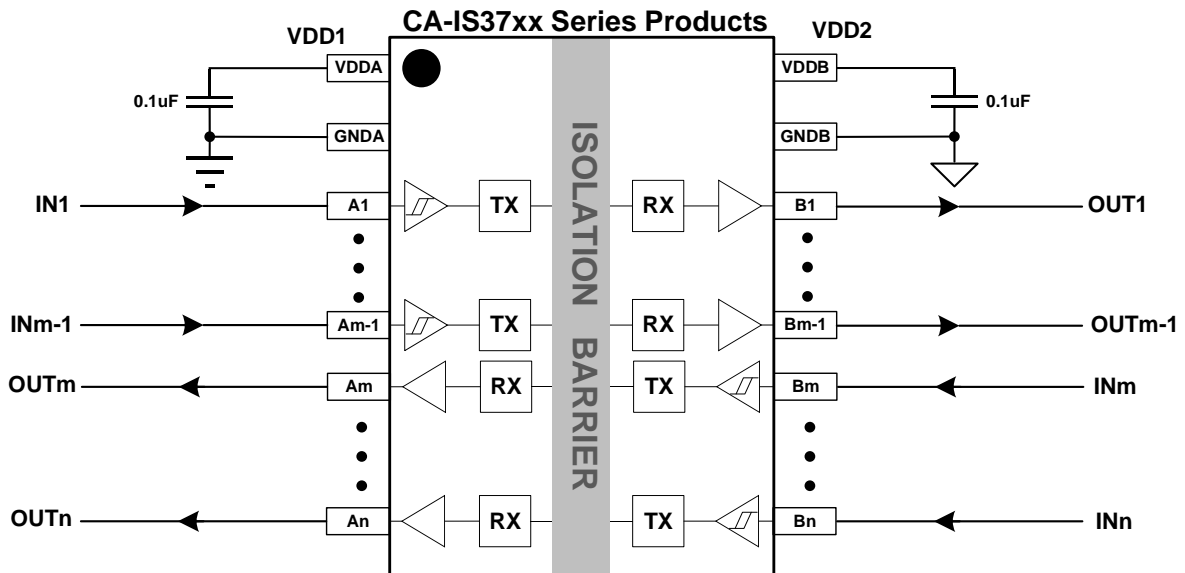 CA-IS37xx Series Products
VDD1
VDD2
VDDA
VDDB
0.1uF
0.1uF
GNDA
GNDB
ISOLATION BARRIER
IN1
A1
TX
RX
B1
OUT1
INm-1
Am-1
TX
RX
Bm-1
OUTm-1
OUTm
Am
RX
TX
Bm
INm
OUTn
An
RX
TX
Bn
INn